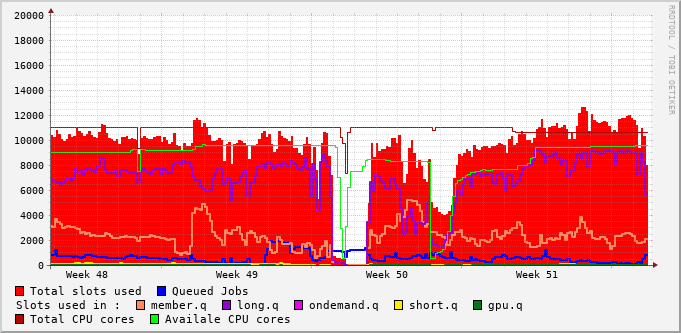 20000
18000
16000
14000
12000
10000
8000
6000
4000
2000
0
Week 48 Week 49 Week 50 Week 51
RRDTOOL / TOBI OETIKER
Total slots used Queued Jobs
Slots used in : member.q long.q ondemand.q short.q gpu.q
Total CPU cores Availale CPU cores